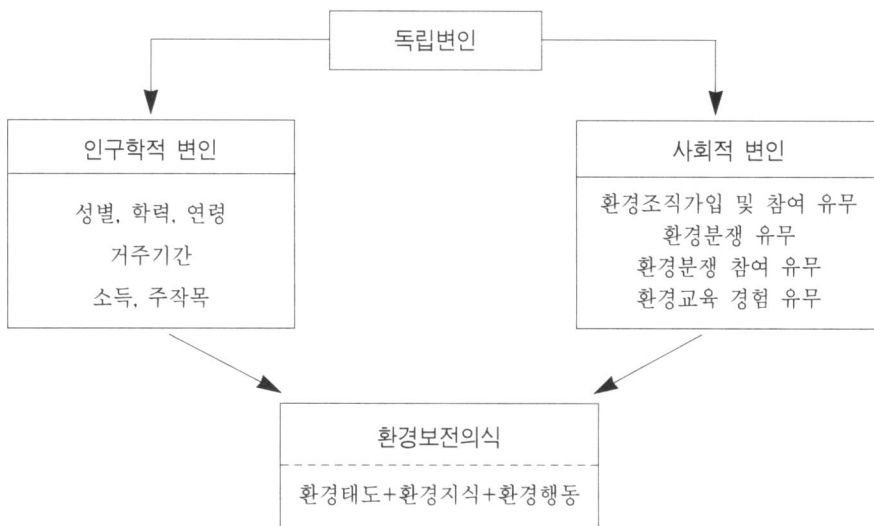 독립변인
인구학적 변인
성별, 학력, 연령
거주기간
소득, 주작목
사회적 변인
환경조직가입 및 참여 유무
환경분쟁 유무
환경분쟁 참여 유무
환경교육 경험 유무
환경보전의식
환경태도+환경지식+환경행동